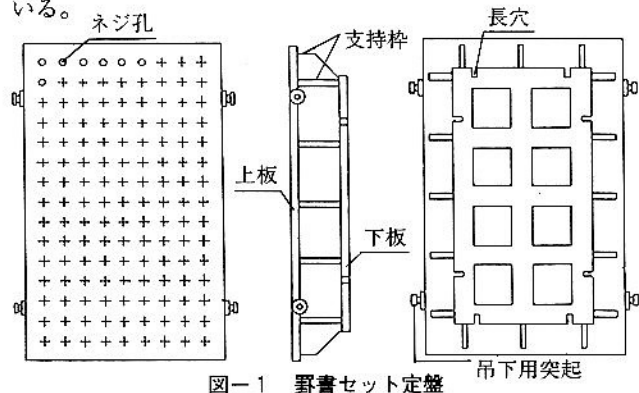 いる。
ネジ孔
支持枠
長穴
上板
下板
吊下用突起
図－1 罫書セット定盤